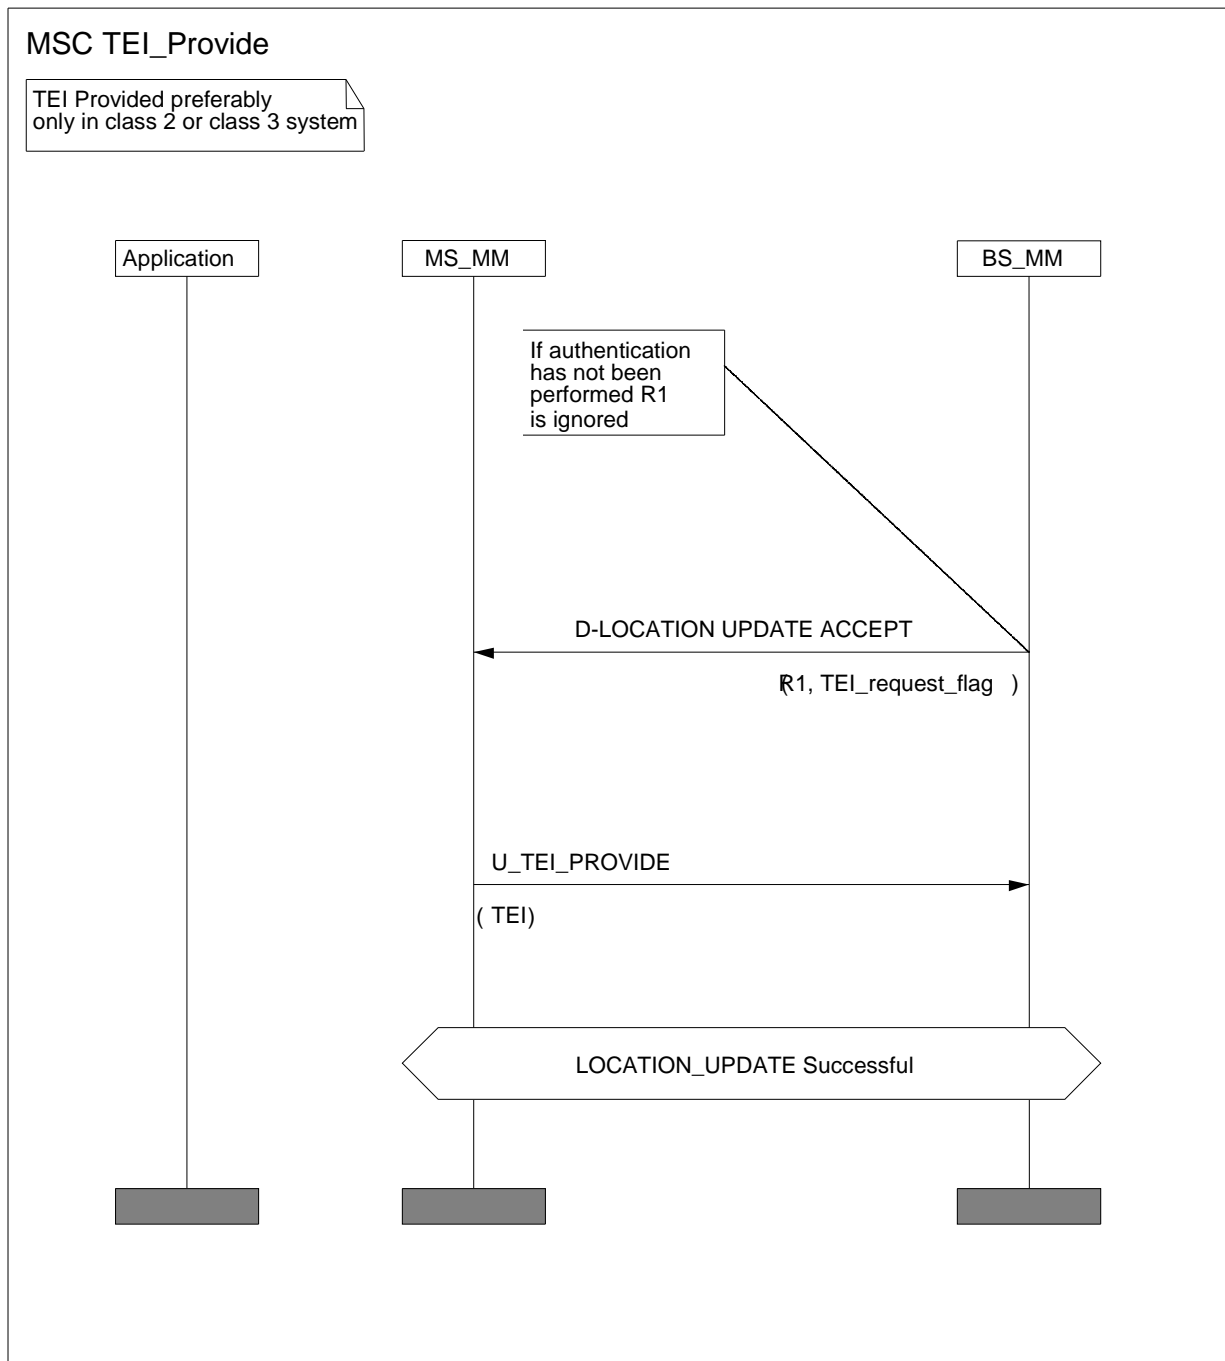 MSC TEI_Provide
TEI Provided preferably
only in class 2 or class 3 system
Application
MS_MM
BS_MM
If authentication
has not been
performed R1
is ignored
D-LOCATION UPDATE ACCEPT
(R1, TEI_request_flag )
U_TEI_PROVIDE
( TEI)
LOCATION_UPDATE Successful